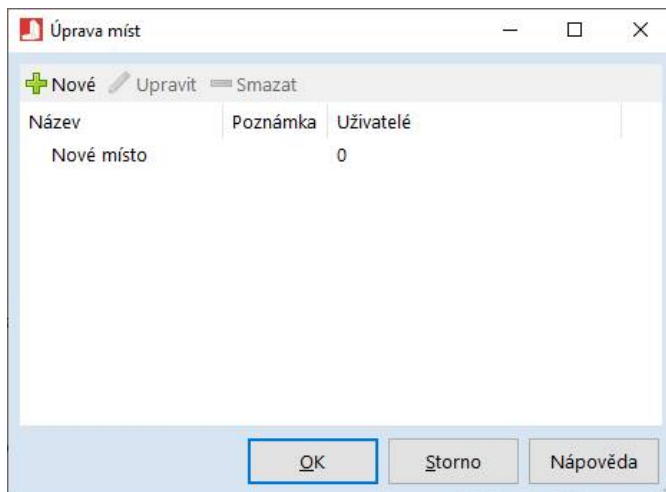 Úprava míst
Nové Upravit Smazat
Název Poznámka Uživatelé
Nové místo 0
OK Storno Nápověda